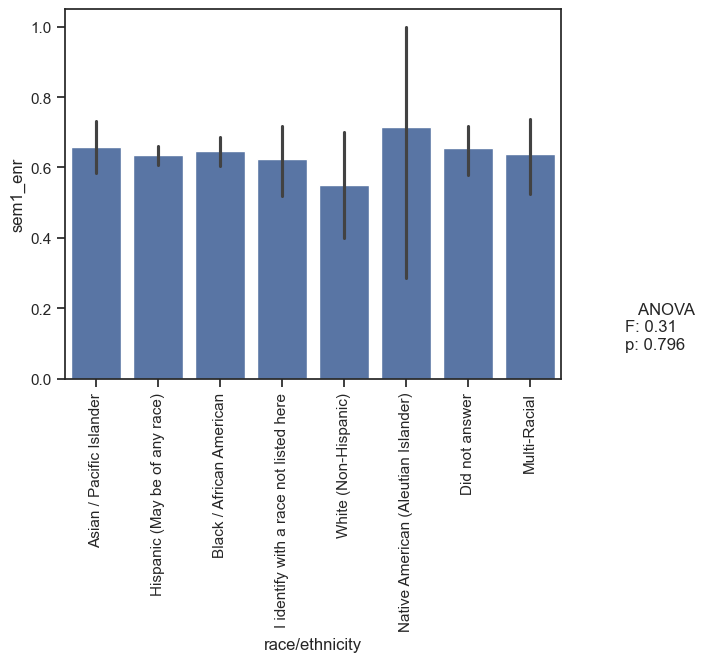 1.0
0.8
0.6
0.4
0.2
0.0
sem1_enr
Asian / Pacific Islander
Hispanic (May be of any race)
Black / African American
I identify with a race not listed here
White (Non-Hispanic)
Native American (Aleutian Islander)
Did not answer
Multi-Racial
race/ethnicity
ANOVA
F: 0.31
p: 0.796